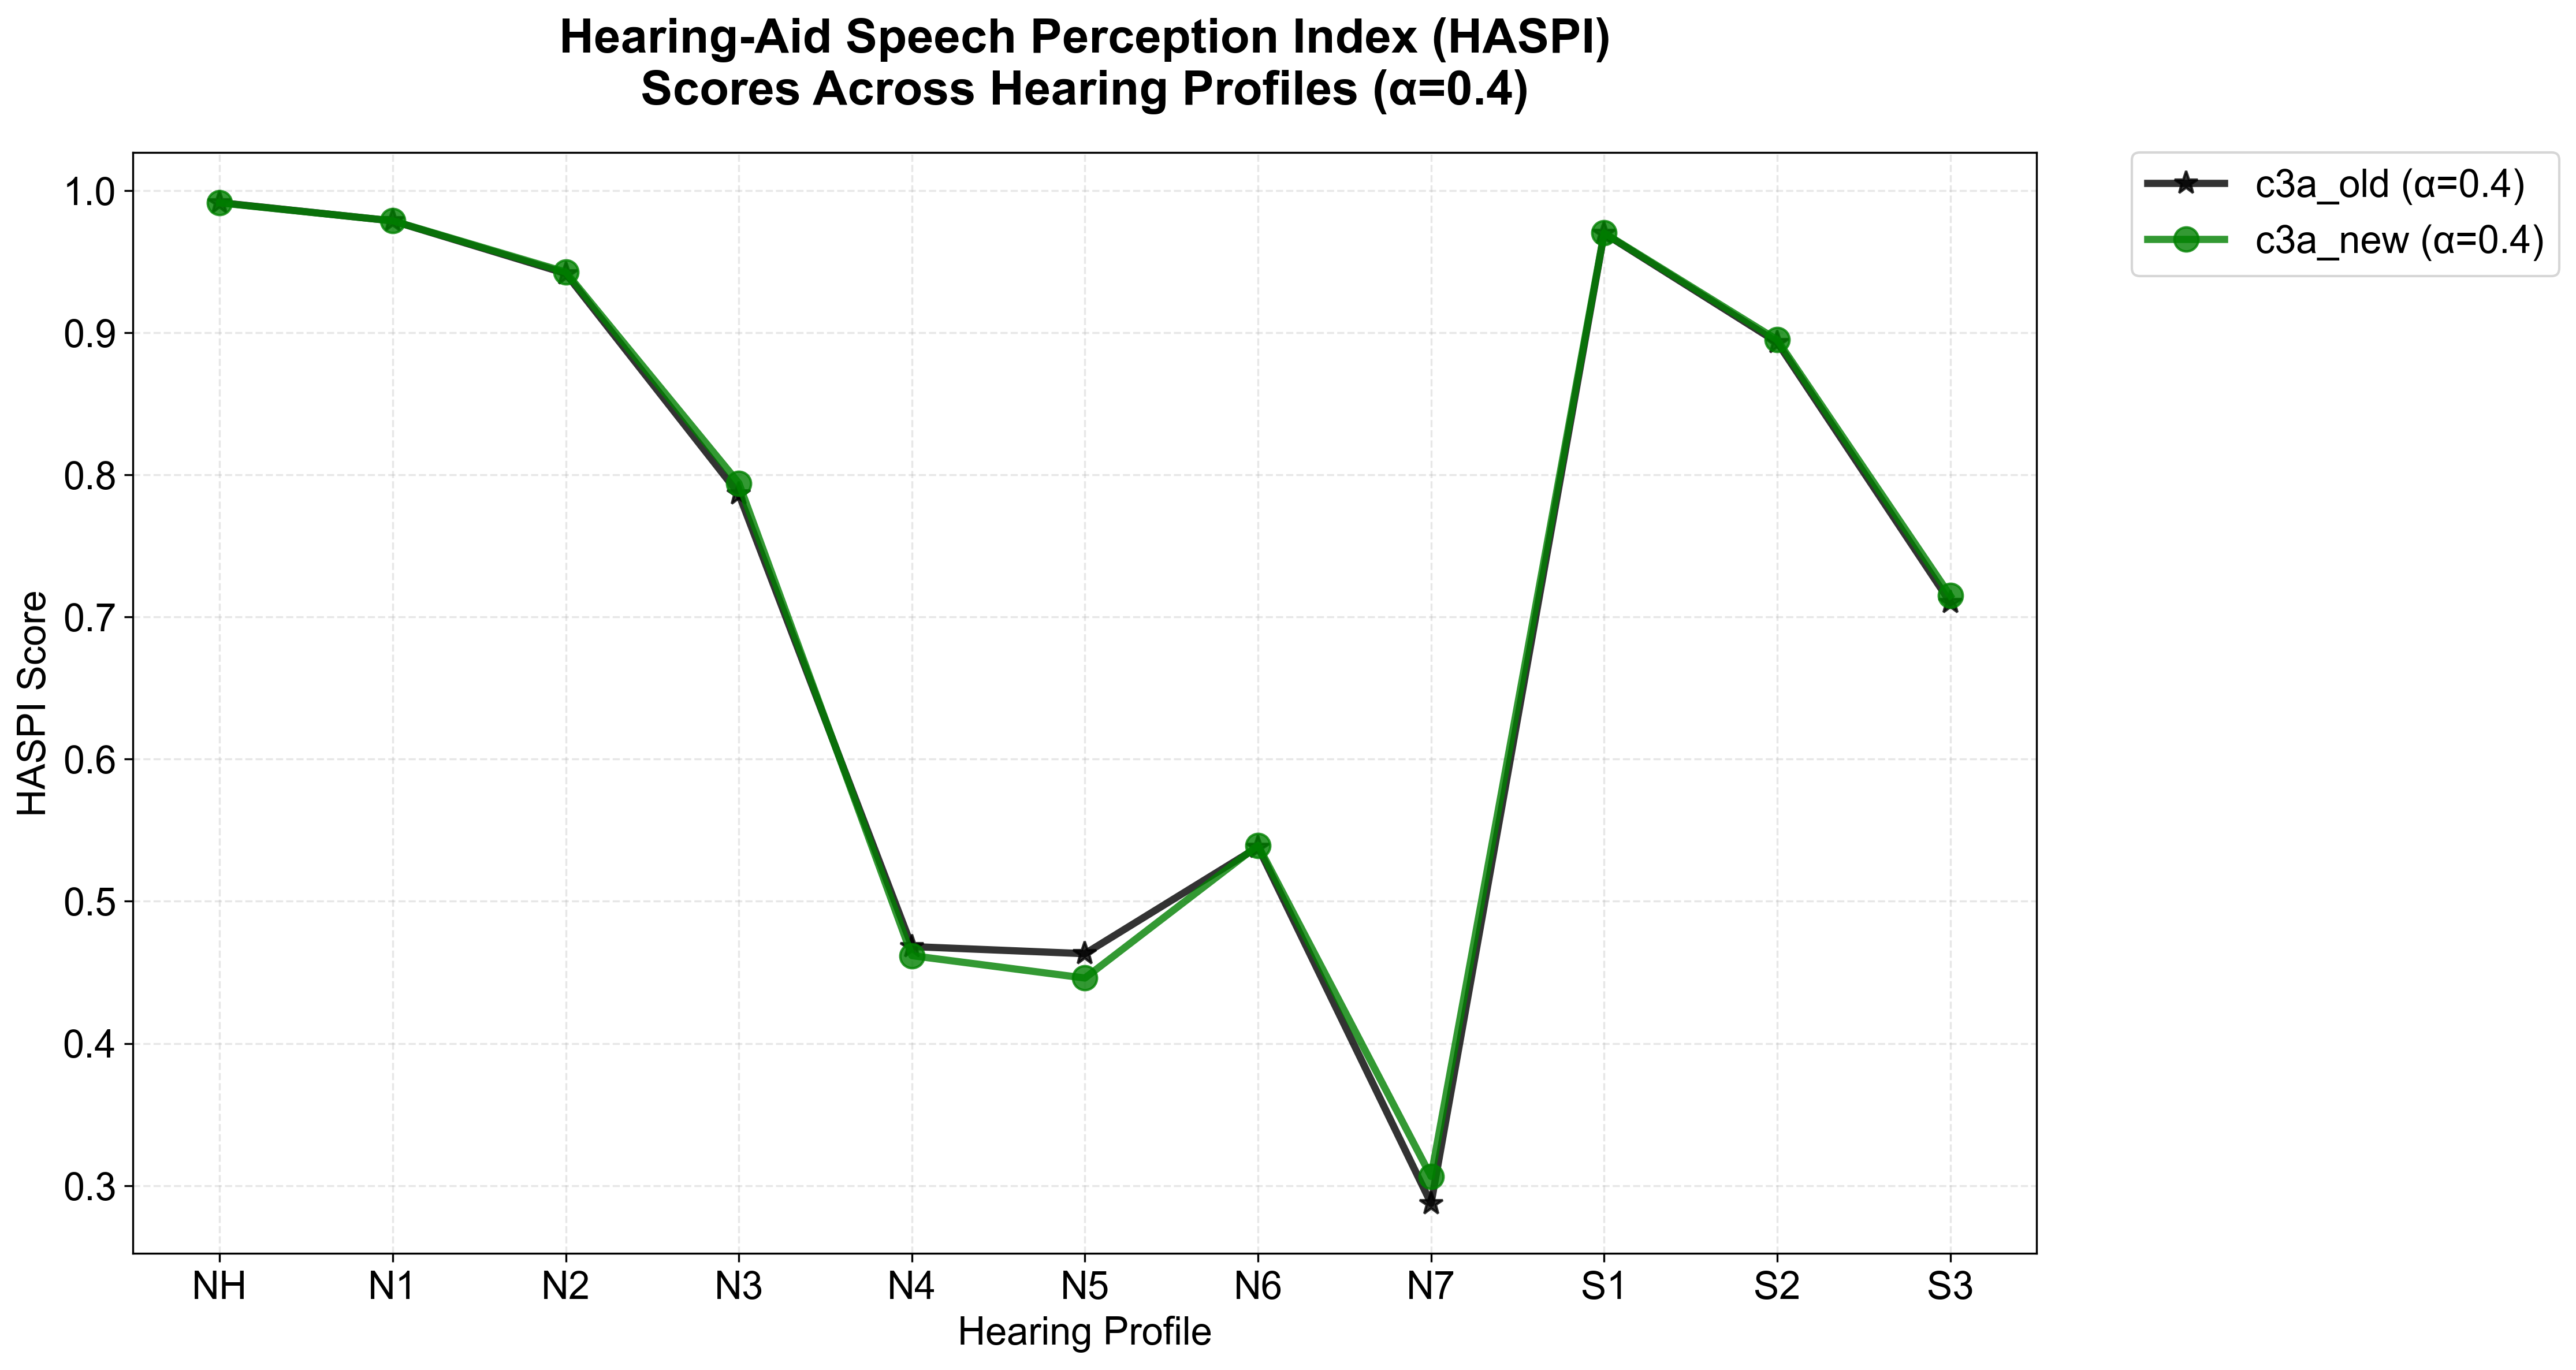 Hearing-Aid Speech Perception Index (HASPI)
Scores Across Hearing Profiles (α=0.4)
c3a_old (α=0.4)
c3a_new (α=0.4)
HASPI Score
1.0
0.9
0.8
0.7
0.6
0.5
0.4
0.3
NH N1 N2 N3 N4 N5 N6 N7 S1 S2 S3
Hearing Profile